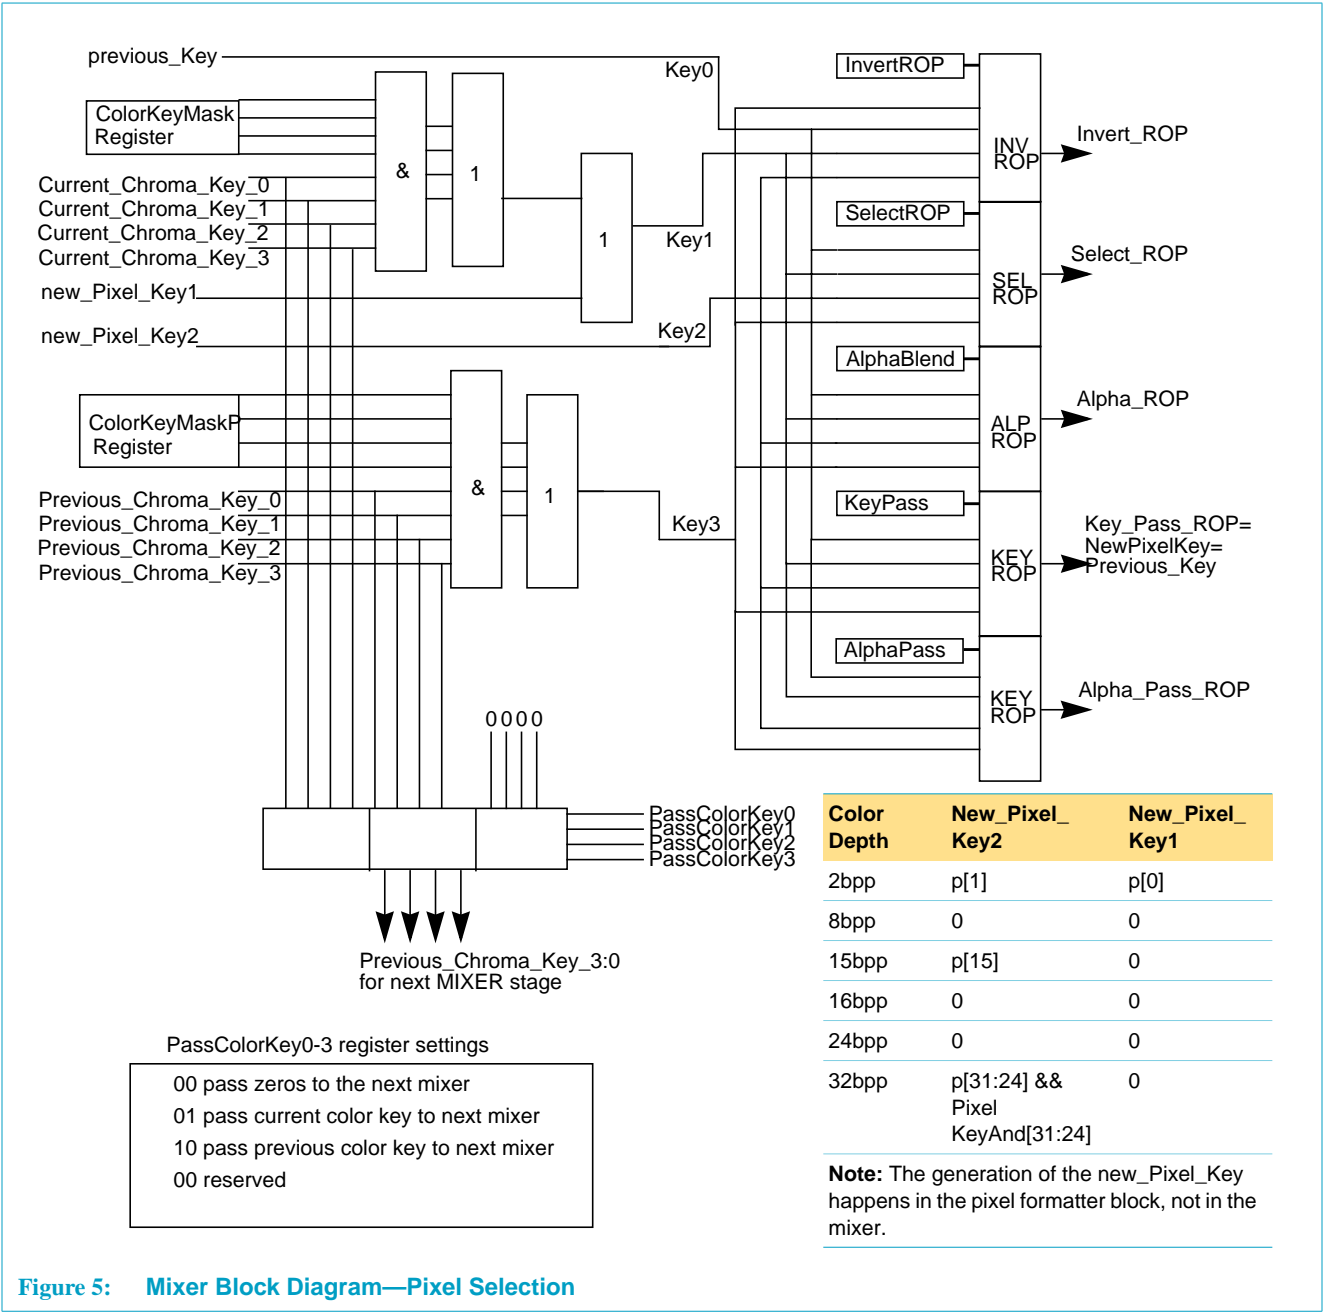 previous_Key
Key0
InvertROP
ColorKeyMask
Register
INV
ROP
Invert_ROP
&
1
Current_Chroma_Key_0
Current_Chroma_Key_1
Current_Chroma_Key_2
Current_Chroma_Key_3
1
Key1
SelectROP
SEL
ROP
Select_ROP
new_Pixel_Key1
new_Pixel_Key2
Key2
AlphaBlend
ALP
ROP
Alpha_ROP
ColorKeyMaskP
Register
&
1
Previous_Chroma_Key_0
Previous_Chroma_Key_1
Previous_Chroma_Key_2
Previous_Chroma_Key_3
Key3
KeyPass
KEY
ROP
Key_Pass_ROP=
NewPixelKey=
Previous_Key
AlphaPass
KEY
ROP
Alpha_Pass_ROP
0 0 0 0
PassColorKey0
PassColorKey1
PassColorKey2
PassColorKey3
Previous_Chroma_Key_3:0
for next MIXER stage
PassColorKey0-3 register settings
00 pass zeros to the next mixer
01 pass current color key to next mixer
10 pass previous color key to next mixer
00 reserved
Color Depth New_Pixel_Key2 New_Pixel_Key1
2bpp p[1] p[0]
8bpp 0 0
15bpp p[15] 0
16bpp 0 0
24bpp 0 0
32bpp p[31:24] && 0
Pixel
KeyAnd[31:24]
Note: The generation of the new_Pixel_Key
happens in the pixel formatter block, not in the
mixer.
Figure 5: Mixer Block Diagram—Pixel Selection